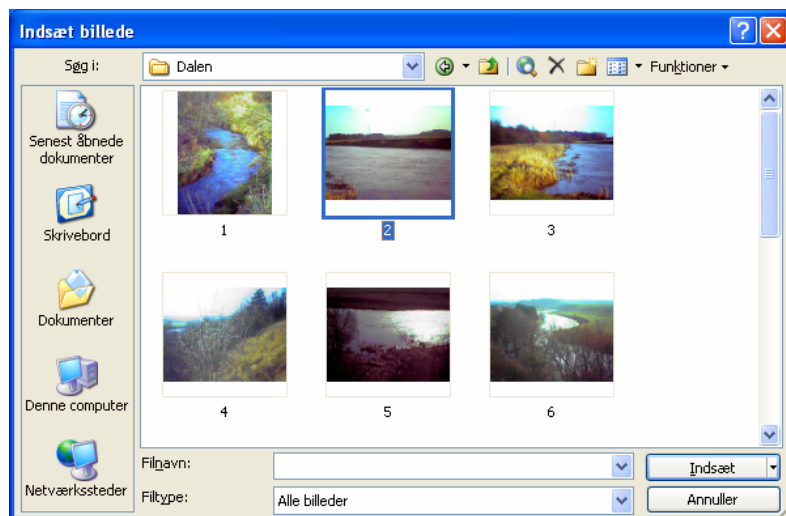 Indsæt billede
Søg i:
Dalen
Funktioner
Senest åbnede
dokumenter
Skrivebord
Dokumenter
Denne computer
Netværkssteder
1
2
3
4
5
6
Filnavn:
Indsæt
Filtype:
Alle billeder
Annuller